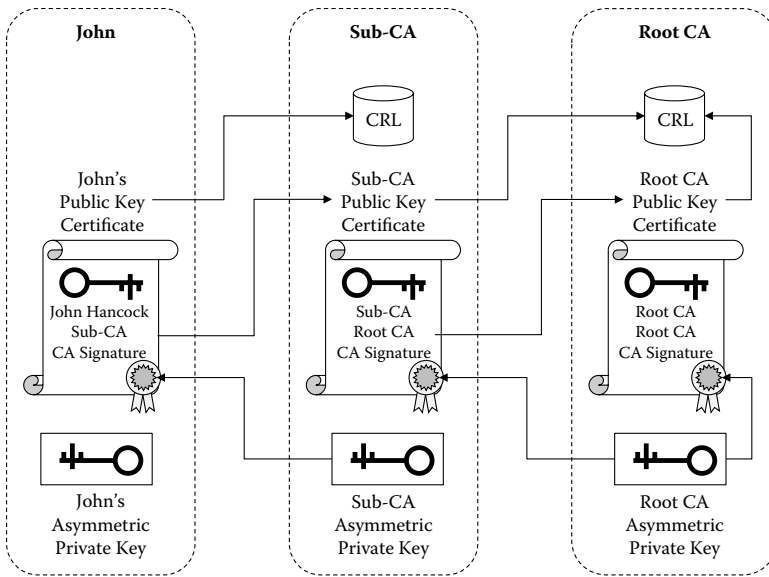 John
Sub-CA
Root CA
CRL
CRL
John's
Public Key
Certificate
Sub-CA
Public Key
Certificate
Root CA
Public Key
Certificate
John Hancock
Sub-CA
CA Signature
Sub-CA
Root CA
CA Signature
Root CA
Root CA
CA Signature
John's
Asymmetric
Private Key
Sub-CA
Asymmetric
Private Key
Root CA
Asymmetric
Private Key